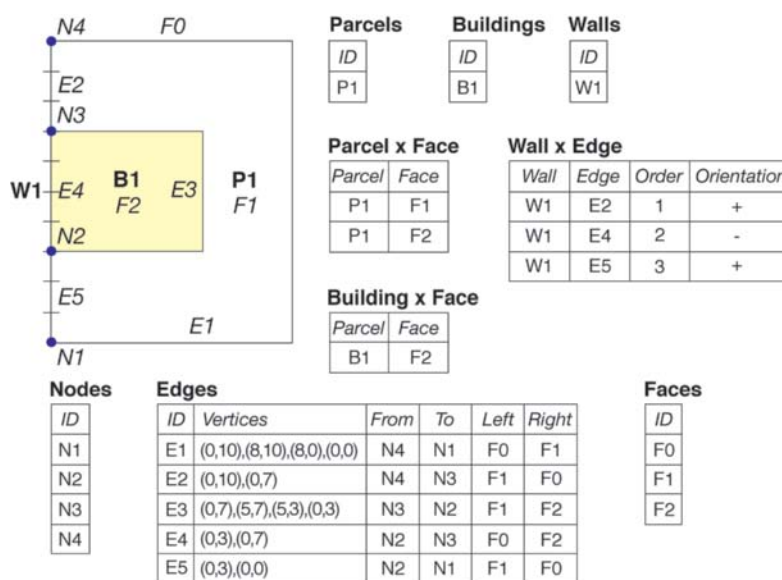 N4 F0
E2
N3
W1 E4 B1 E3 P1
F2 F1
N2
E5
E1
N1
Parcels Buildings Walls
ID ID ID
P1 B1 W1
Parcel x Face Wall x Edge
Parcel Face Wall Edge Order Orientation
P1 F1 W1 E2 1 +
P1 F2 W1 E4 2 -
W1 E5 3 +
Building x Face
Parcel Face
B1 F2
Nodes Edges Faces
ID ID Vertices From To Left Right ID
N1 E1 (0,10),(8,10),(8,0),(0,0) N4 N1 F0 F1 F0
N2 E2 (0,10),(0,7) N4 N3 F1 F0 F1
N3 E3 (0,7),(5,7),(5,3),(0,3) N3 N2 F1 F2 F2
N4 E4 (0,3),(0,7) N2 N3 F0 F2
E5 (0,3),(0,0) N2 N1 F1 F0